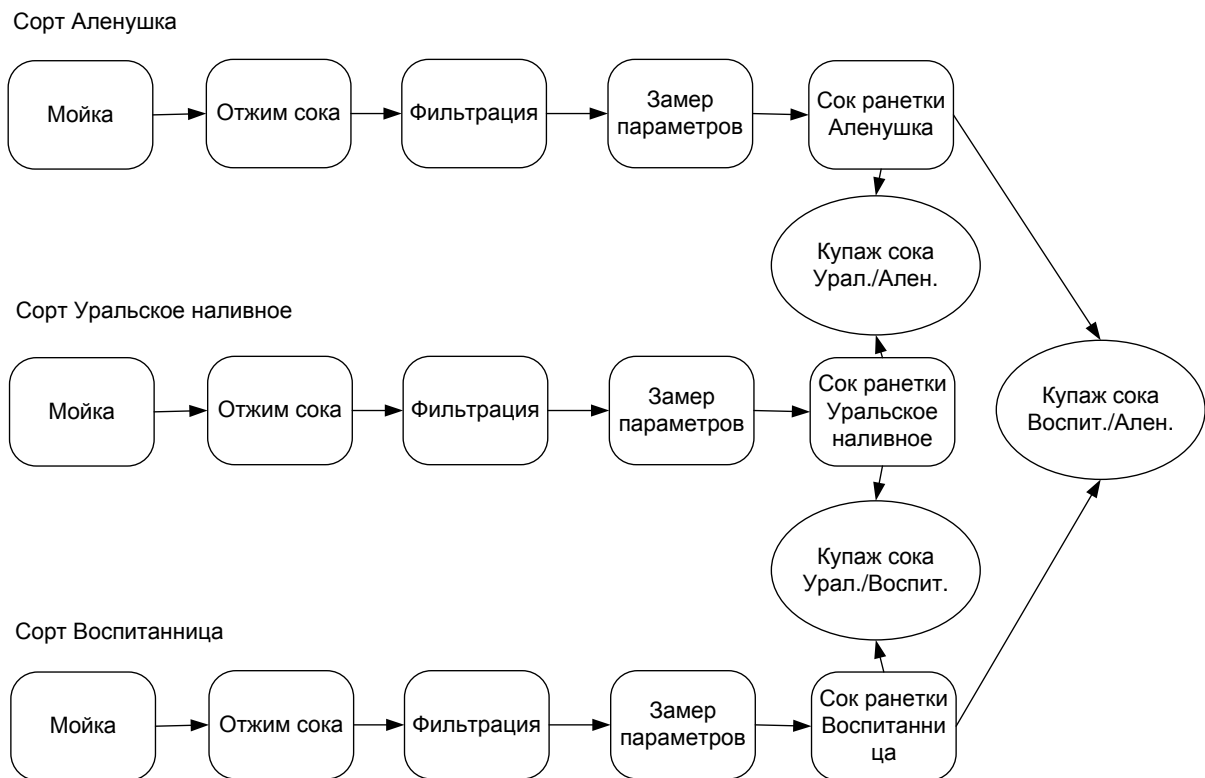 Сорт Аленушка
Мойка
Отжим сока
Фильтрация
Замер
параметров
Сок ранетки
Аленушка
Купаж сока
Урал./Ален.
Сорт Уральское наливное
Мойка
Отжим сока
Фильтрация
Замер
параметров
Сок ранетки
Уральское
наливное
Купаж сока
Воспит./Ален.
Купаж сока
Урал./Воспит.
Сорт Воспитанница
Мойка
Отжим сока
Фильтрация
Замер
параметров
Сок ранетки
Воспитанни
ца